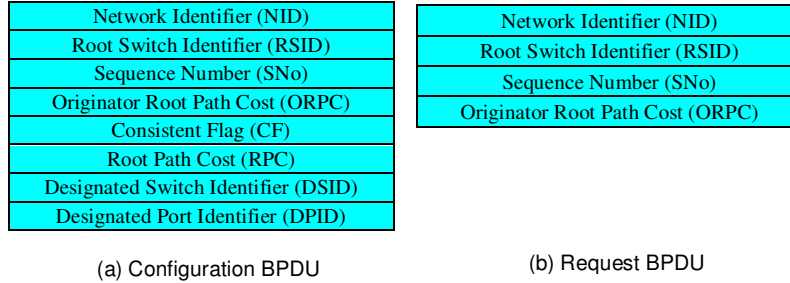 Network Identifier (NID)
Root Switch Identifier (RSID)
Sequence Number (SNo)
Originator Root Path Cost (ORPC)
Consistent Flag (CF)
Root Path Cost (RPC)
Designated Switch Identifier (DSID)
Designated Port Identifier (DPID)
(a) Configuration BPDU
Network Identifier (NID)
Root Switch Identifier (RSID)
Sequence Number (SNo)
Originator Root Path Cost (ORPC)
(b) Request BPDU